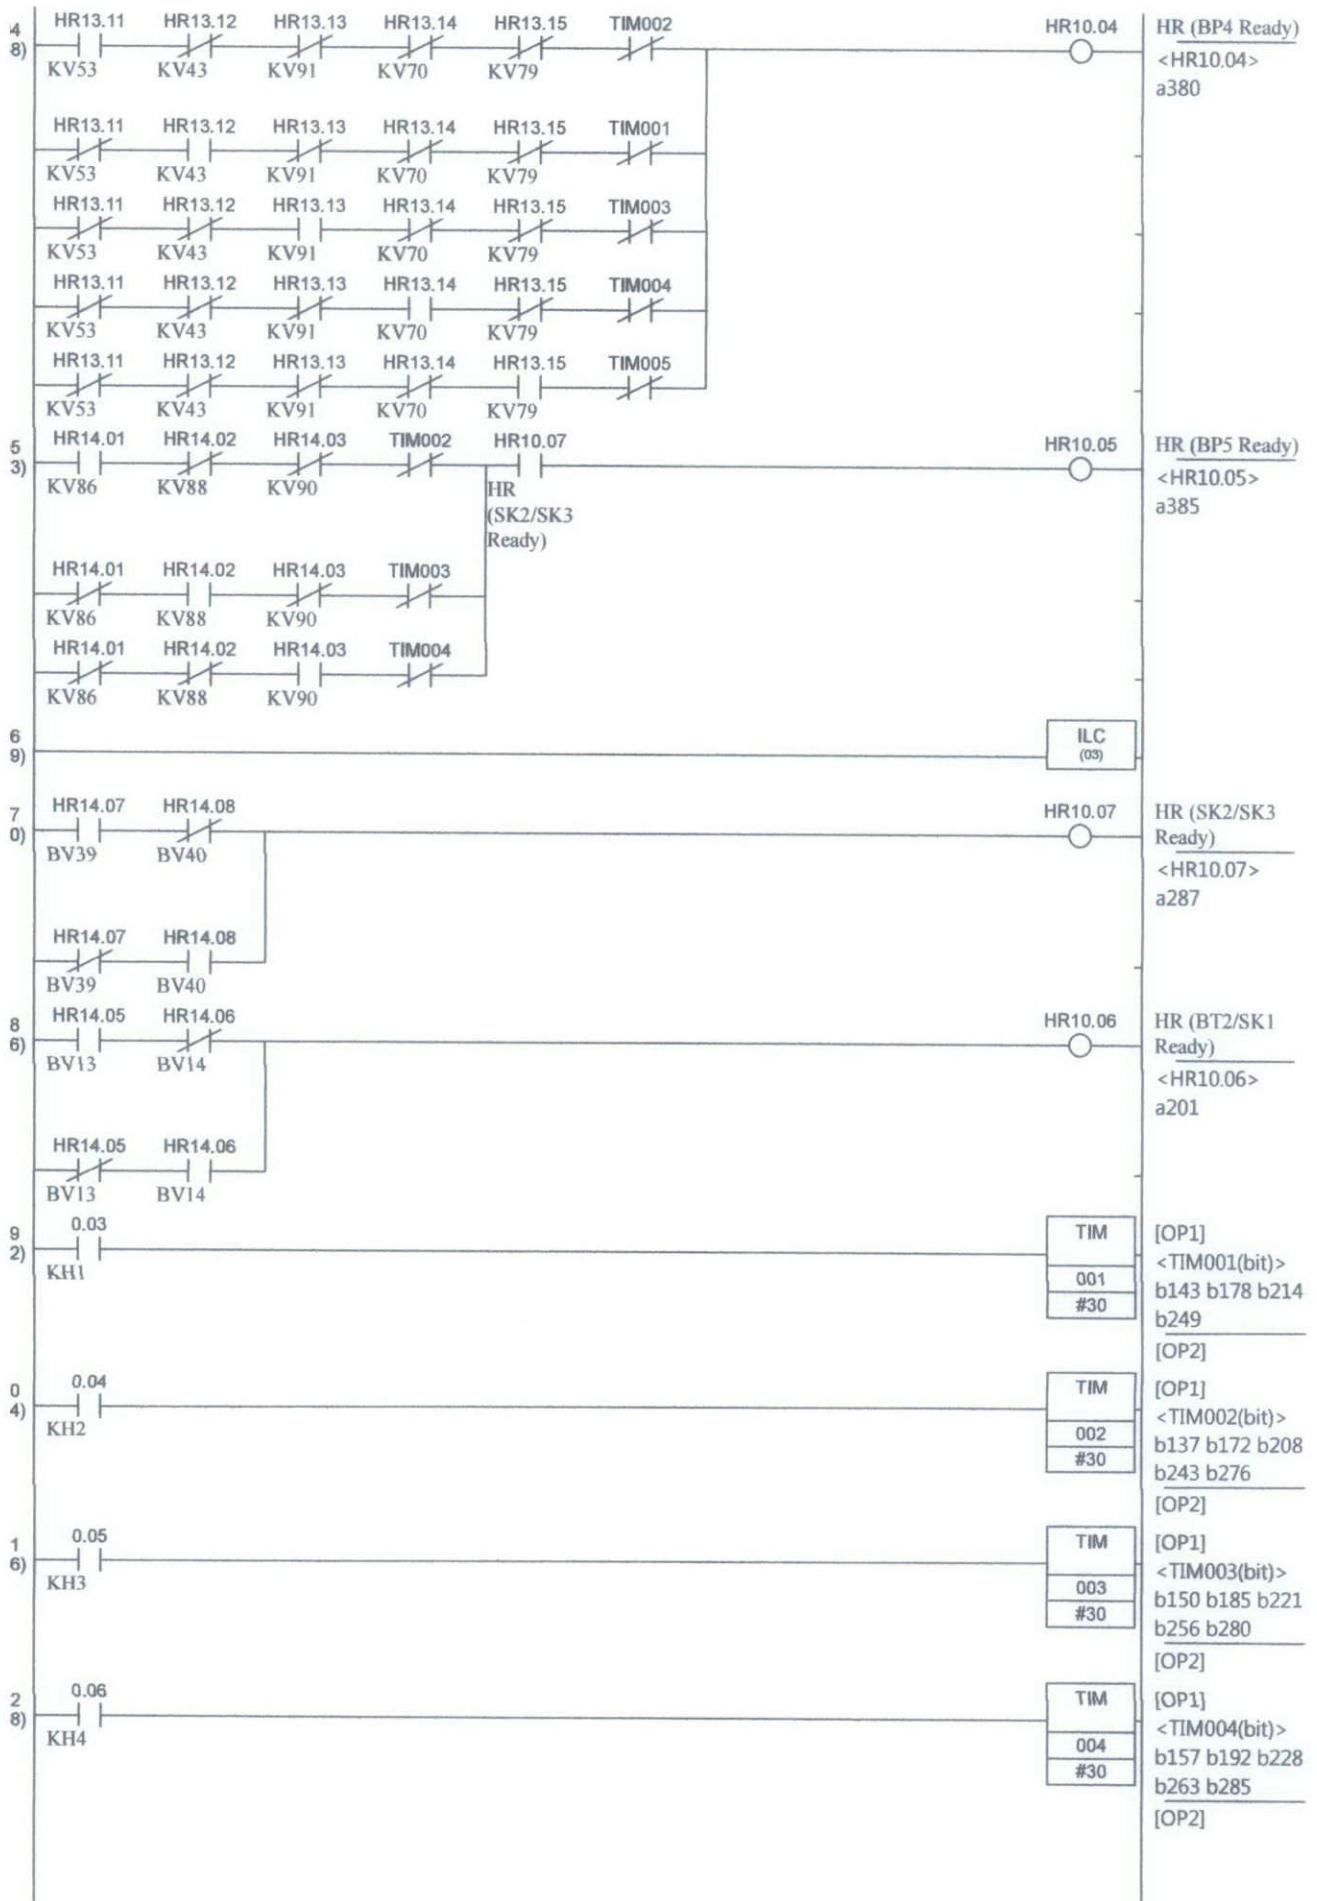 4 HR13.11 HR13.12 HR13.13 HR13.14 HR13.15 TIM002 HR10.04 HR (BP4 Ready)
8) KV53 KV43 KV91 KV70 KV79 <HR10.04>
a380
HR13.11 HR13.12 HR13.13 HR13.14 HR13.15 TIM001
KV53 KV43 KV91 KV70 KV79
HR13.11 HR13.12 HR13.13 HR13.14 HR13.15 TIM003
KV53 KV43 KV91 KV70 KV79
HR13.11 HR13.12 HR13.13 HR13.14 HR13.15 TIM004
KV53 KV43 KV91 KV70 KV79
HR13.11 HR13.12 HR13.13 HR13.14 HR13.15 TIM005
KV53 KV43 KV91 KV70 KV79
5 HR14.01 HR14.02 HR14.03 TIM002 HR10.07 HR10.05 HR (BP5 Ready)
3) KV86 KV88 KV90 HR <HR10.05>
(SK2/SK3 a385
Ready)
HR14.01 HR14.02 HR14.03 TIM003
KV86 KV88 KV90
HR14.01 HR14.02 HR14.03 TIM004
KV86 KV88 KV90
6 ILC
9) (03)
7 HR14.07 HR14.08 HR10.07 HR (SK2/SK3
0) Ready)
BV39 BV40 <HR10.07>
a287
HR14.07 HR14.08
BV39 BV40
8 HR14.05 HR14.06 HR10.06 HR (BT2/SK1
6) Ready)
BV13 BV14 <HR10.06>
a201
HR14.05 HR14.06
BV13 BV14
9 0.03 TIM [OP1]
2) KH1 <TIM001(bit)>
001 b143 b178 b214
#30 b249
[OP2]
0 0.04 TIM [OP1]
4) KH2 <TIM002(bit)>
002 b137 b172 b208
#30 b243 b276
[OP2]
1 0.05 TIM [OP1]
6) KH3 <TIM003(bit)>
003 b150 b185 b221
#30 b256 b280
[OP2]
2 0.06 TIM [OP1]
8) KH4 <TIM004(bit)>
004 b157 b192 b228
#30 b263 b285
[OP2]